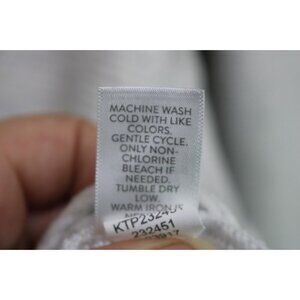 MACHINE WASH
COLD WITH LIKE
COLORS,
GENTLE CYCLE.
ONLY NON-
CHLORINE
BLEACH IF
NEEDED.
TUMBLE DRY
LOW.
WARM IRON
232451